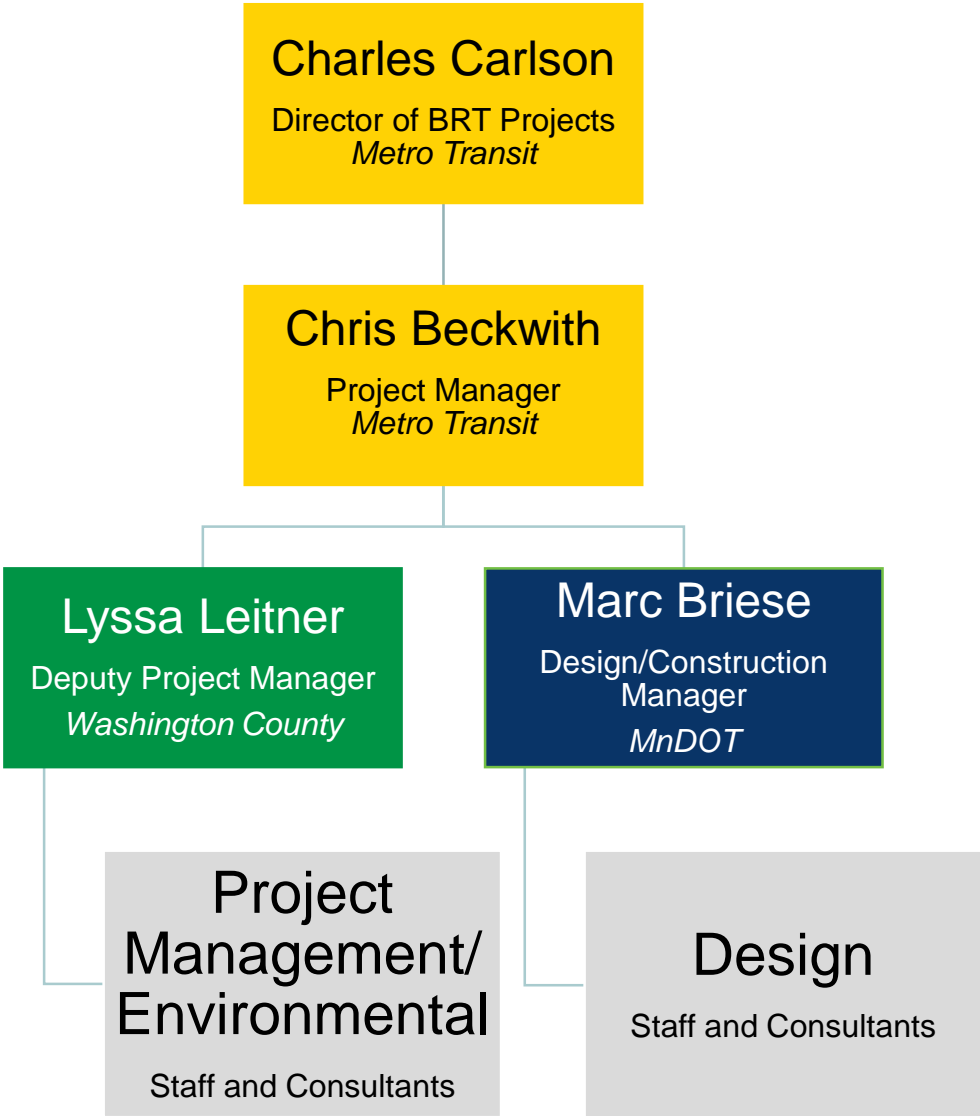 Charles Carlson
Director of BRT Projects
Metro Transit
Chris Beckwith
Project Manager
Metro Transit
Lyssa Leitner
Deputy Project Manager
Washington County
Marc Briese
Design/Construction
Manager
MnDOT
Project
Management/
Environmental
Staff and Consultants
Design
Staff and Consultants